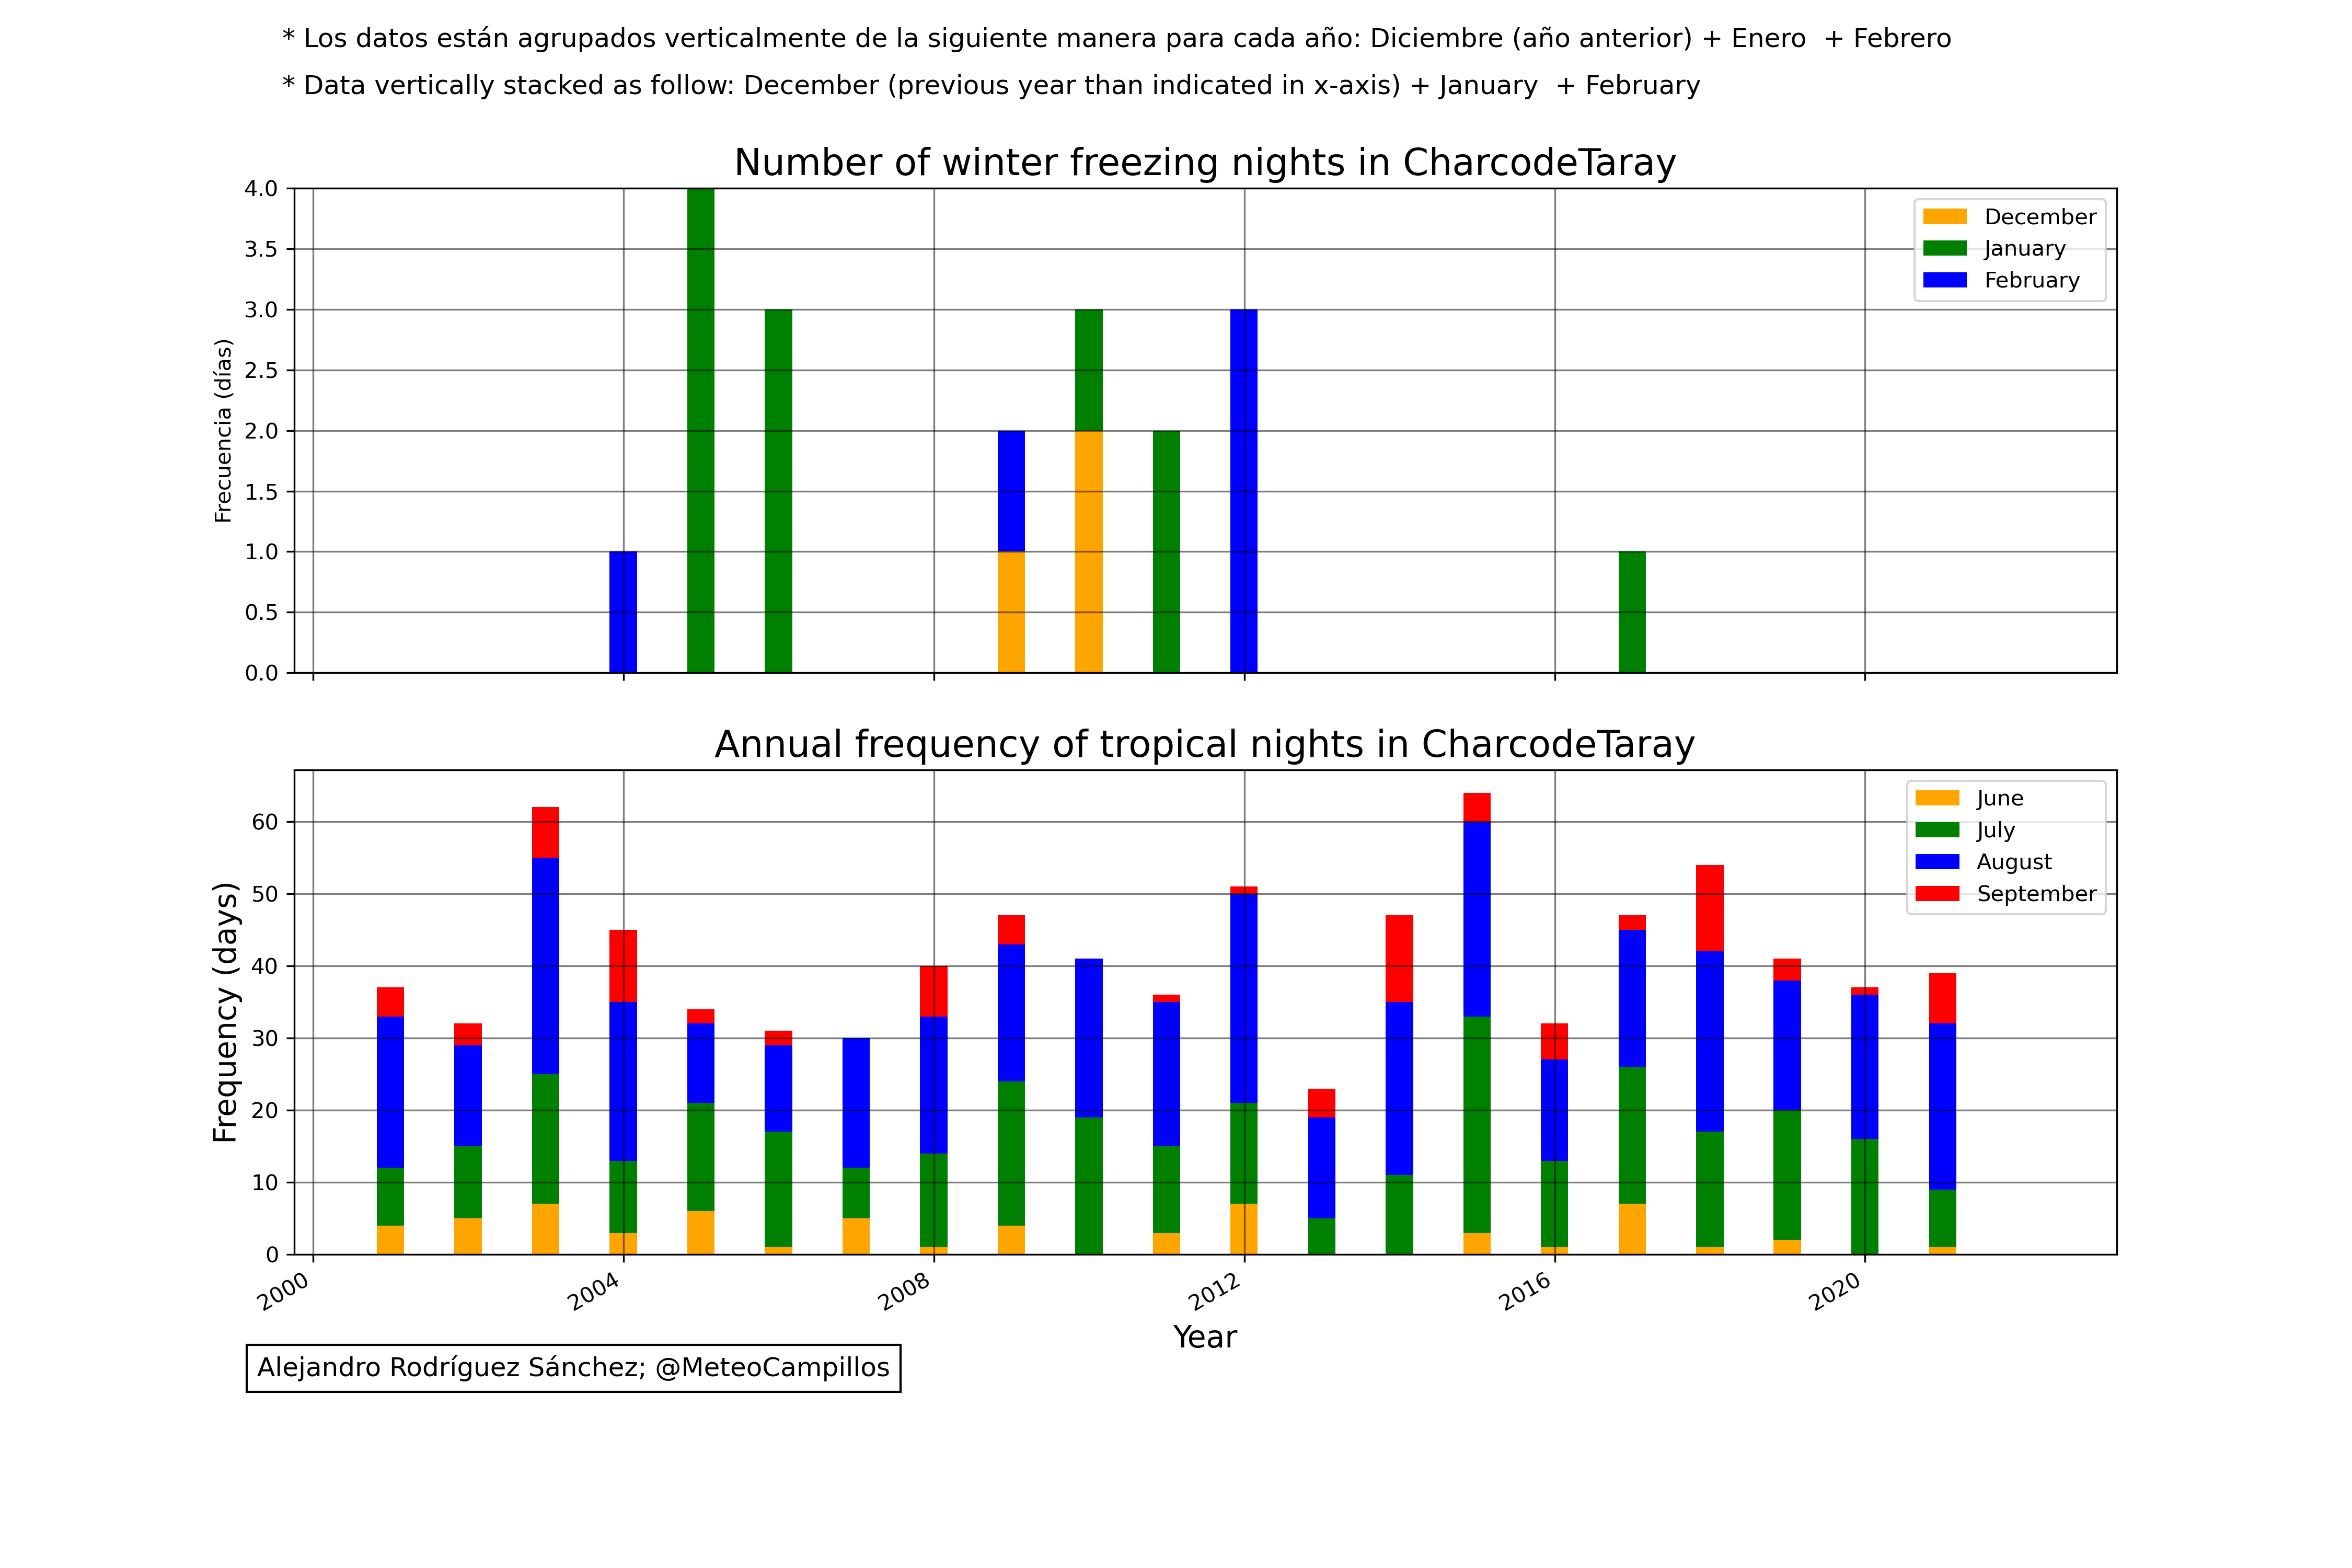 * Los datos están agrupados verticalmente de la siguiente manera para cada año: Diciembre (año anterior) + Enero  + Febrero
* Data vertically stacked as follow: December (previous year than indicated in x-axis) + January  + February
Number of winter freezing nights in CharcodeTaray
Frecuencia (días)
4.0
3.5
3.0
2.5
2.0
1.5
1.0
0.5
0.0
December
January
February
Annual frequency of tropical nights in CharcodeTaray
Frequency (days)
60
50
40
30
20
10
0
June
July
August
September
2000
2004
2008
2012
2016
2020
Year
Alejandro Rodríguez Sánchez; @MeteoCampillos